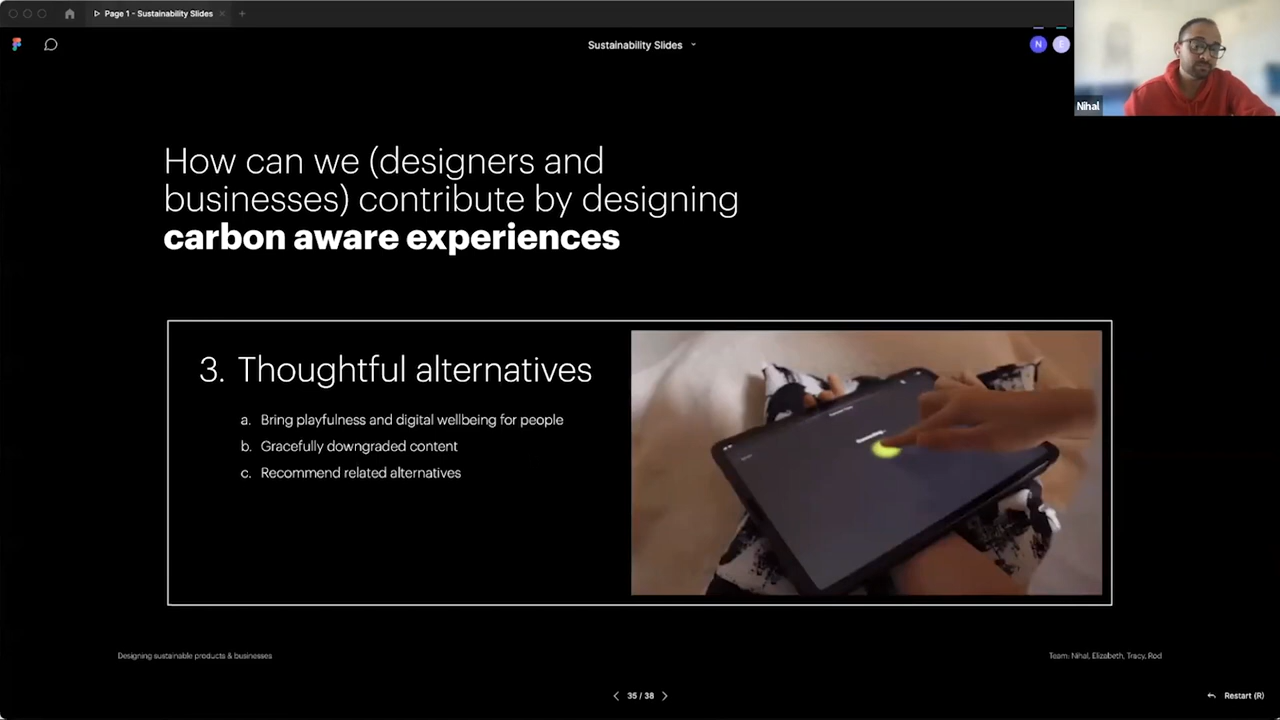 Page 1 - Sustainability Slides
Sustainability Slides
N
E
Nihal
How can we (designers and
businesses) contribute by designing
carbon aware experiences
3. Thoughtful alternatives
a. Bring playfulness and digital wellbeing for people
b. Gracefully downgraded content
c. Recommend related alternatives
Designing sustainable products & businesses
Team: Nihal, Elizabeth, Tracy, Rod
35 / 38
Restart (R)